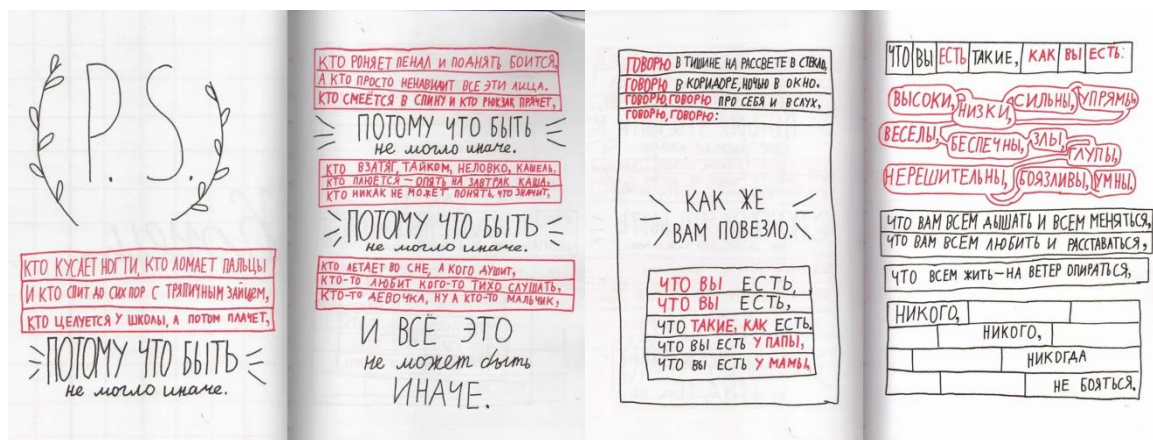 P. S.
КТО КУСАЕТ НОГТИ, КТО ЛОМАЕТ ПАЛЬЦЫ
И КТО СПИТ ДО СИХ ПОР С ТРЯПИЧНЫМ ЗАЙЦЕМ,
КТО ЦЕЛУЕТСЯ У ШКОЛЫ, А ПОТОМ ПЛАЧЕТ,
ПОТОМУ ЧТО БЫТЬ
не могло иначе.
КТО РОНЯЕТ ПЕНАЛ И ПОДНЯТЬ БОИТСЯ,
А КТО ПРОСТО НЕНАВИДИТ ВСЕ ЭТИ ЛИЦА.
КТО СМЕЁТСЯ В СПИНУ И КТО РЮКЗАК ПРЯЧЕТ,
ПОТОМУ ЧТО БЫТЬ
не могло иначе.
КТО ВЗАТЯГ, ТАЙКОМ, НЕЛОВКО, КАШЕЛЬ.
КТО ПЛЮЕТСЯ – ОПЯТЬ НА ЗАВТРАК КАША.
КТО НИКАК НЕ МОЖЕТ ПОНЯТЬ, ЧТО ЗНАЧИТ,
ПОТОМУ ЧТО БЫТЬ
не могло иначе.
КТО ЛЕТАЕТ ВО СНЕ, А КОГО ДУШИТ,
КТО-ТО ЛЮБИТ КОГО-ТО ТИХО СЛУШАТЬ,
КТО-ТО ДЕВОЧКА, НУ А КТО-ТО МАЛЬЧИК,
И ВСЁ ЭТО
не может быть
ИНАЧЕ.
ГОВОРЮ В ТИШИНЕ НА РАССВЕТЕ В СТЕКЛО,
ГОВОРЮ В КОРИДОРЕ, НОЧЬЮ В ОКНО.
ГОВОРЮ, ГОВОРЮ ПРО СЕБЯ И ВСЛУХ,
ГОВОРЮ, ГОВОРЮ:
КАК ЖЕ
ВАМ ПОВЕЗЛО.
ЧТО ВЫ ЕСТЬ,
ЧТО ВЫ ЕСТЬ,
ЧТО ТАКИЕ, КАК ЕСТЬ.
ЧТО ВЫ ЕСТЬ У ПАПЫ,
ЧТО ВЫ ЕСТЬ У МАМЫ,
ЧТО ВЫ ЕСТЬ ТАКИЕ, КАК ВЫ ЕСТЬ:
ВЫСОКИ, НИЗКИ, СИЛЬНЫ, УПРЯМЫ,
ВЕСЕЛЫ, БЕСПЕЧНЫ, ЗЛЫ, ГЛУПЫ,
НЕРЕШИТЕЛЬНЫ, БОЯЗЛИВЫ, УМНЫ,
ЧТО ВАМ ВСЕМ ДЫШАТЬ И ВСЕМ МЕНЯТЬСЯ,
ЧТО ВАМ ВСЕМ ЛЮБИТЬ И РАССТАВАТЬСЯ,
ЧТО ВСЕМ ЖИТЬ – НА ВЕТЕР ОПИРАТЬСЯ,
НИКОГО,
НИКОГО,
НИКОГДА
НЕ БОЯТЬСЯ.